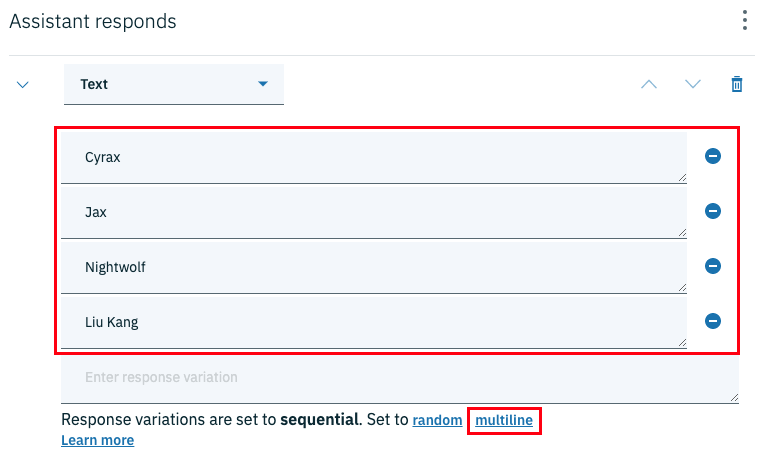 Assistant responds
Text
Cyrax
Jax
Nightwolf
Liu Kang
Enter response variation
Response variations are set to sequential. Set to random multiline
Learn more